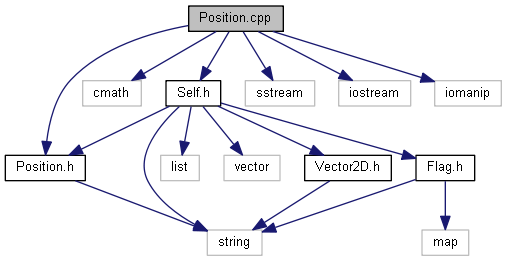 Position.cpp
cmath
Self.h
sstream
iostream
iomanip
Position.h
list
vector
Vector2D.h
Flag.h
string
map